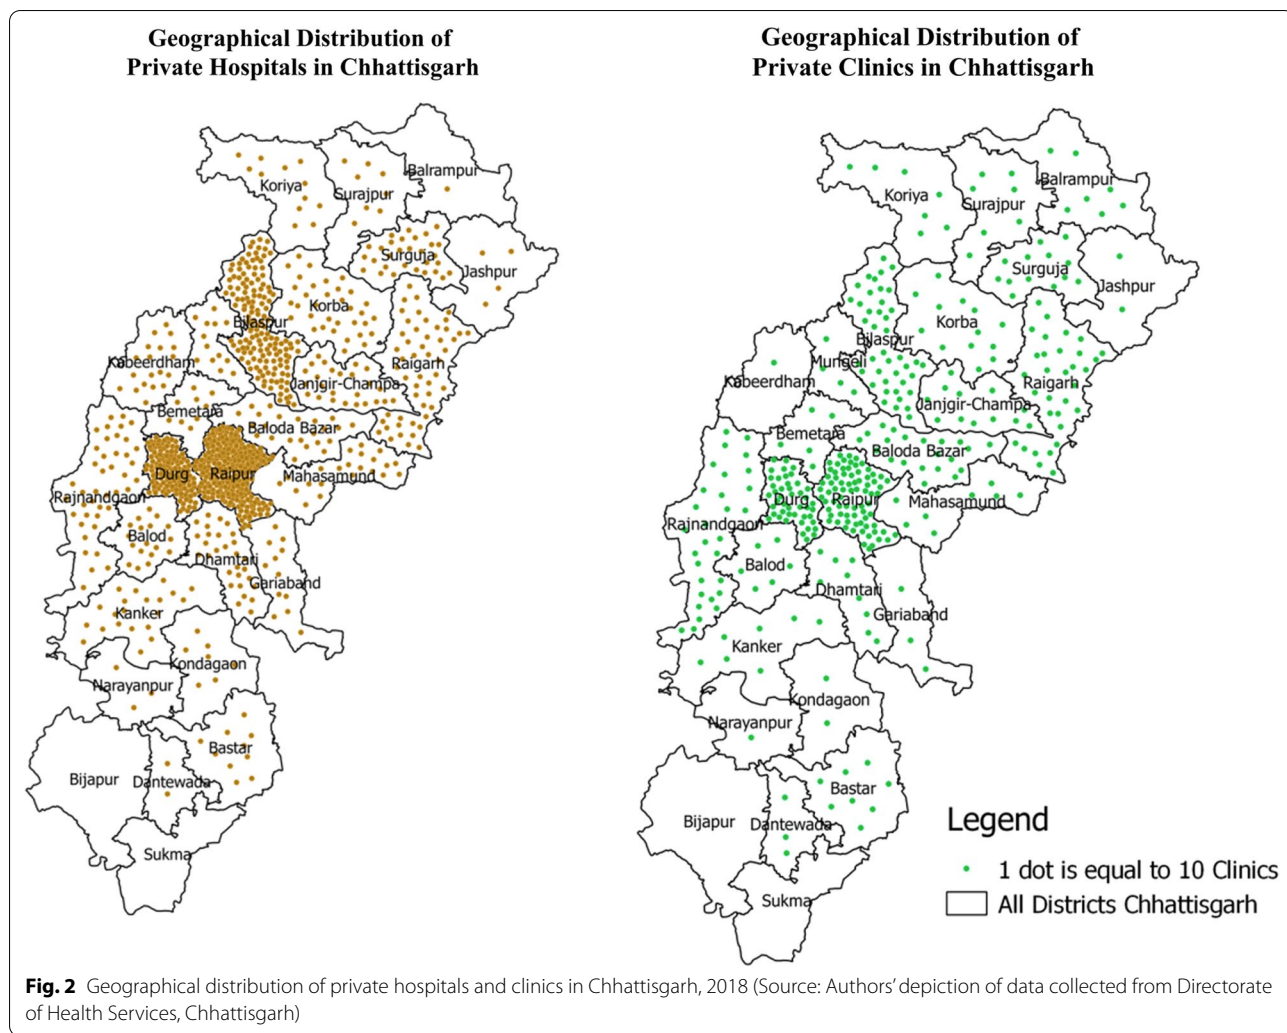 Geographical Distribution of
Private Hospitals in Chhattisgarh
Koriya
Surajpur
Balrampur
Surguja
Jashpur
Korba
Bilaspur
Kabeerdham
Raigarh
Janjgir-Champa
Bemetara
Baloda Bazar
Durg
Raipur
Mahasamund
Rajnandgaon
Balod
Dhamtari
Gariaband
Kanker
Kondagaon
Narayanpur
Bastar
Bijapur
Dantewada
Sukma
Geographical Distribution of
Private Clinics in Chhattisgarh
Koriya
Surajpur
Balrampur
Surguja
Jashpur
Korba
Bilaspur
Mungeli
Kabeerdham
Raigarh
Janjgir-Champa
Bemetara
Baloda Bazar
Durg
Raipur
Mahasamund
Rajnandgaon
Balod
Dhamtari
Gariaband
Kanker
Kondagaon
Narayanpur
Bastar
Bijapur
Dantewada
Sukma
Legend
1 dot is equal to 10 Clinics
All Districts Chhattisgarh
Fig. 2 Geographical distribution of private hospitals and clinics in Chhattisgarh, 2018 (Source: Authors' depiction of data collected from Directorate
of Health Services, Chhattisgarh)